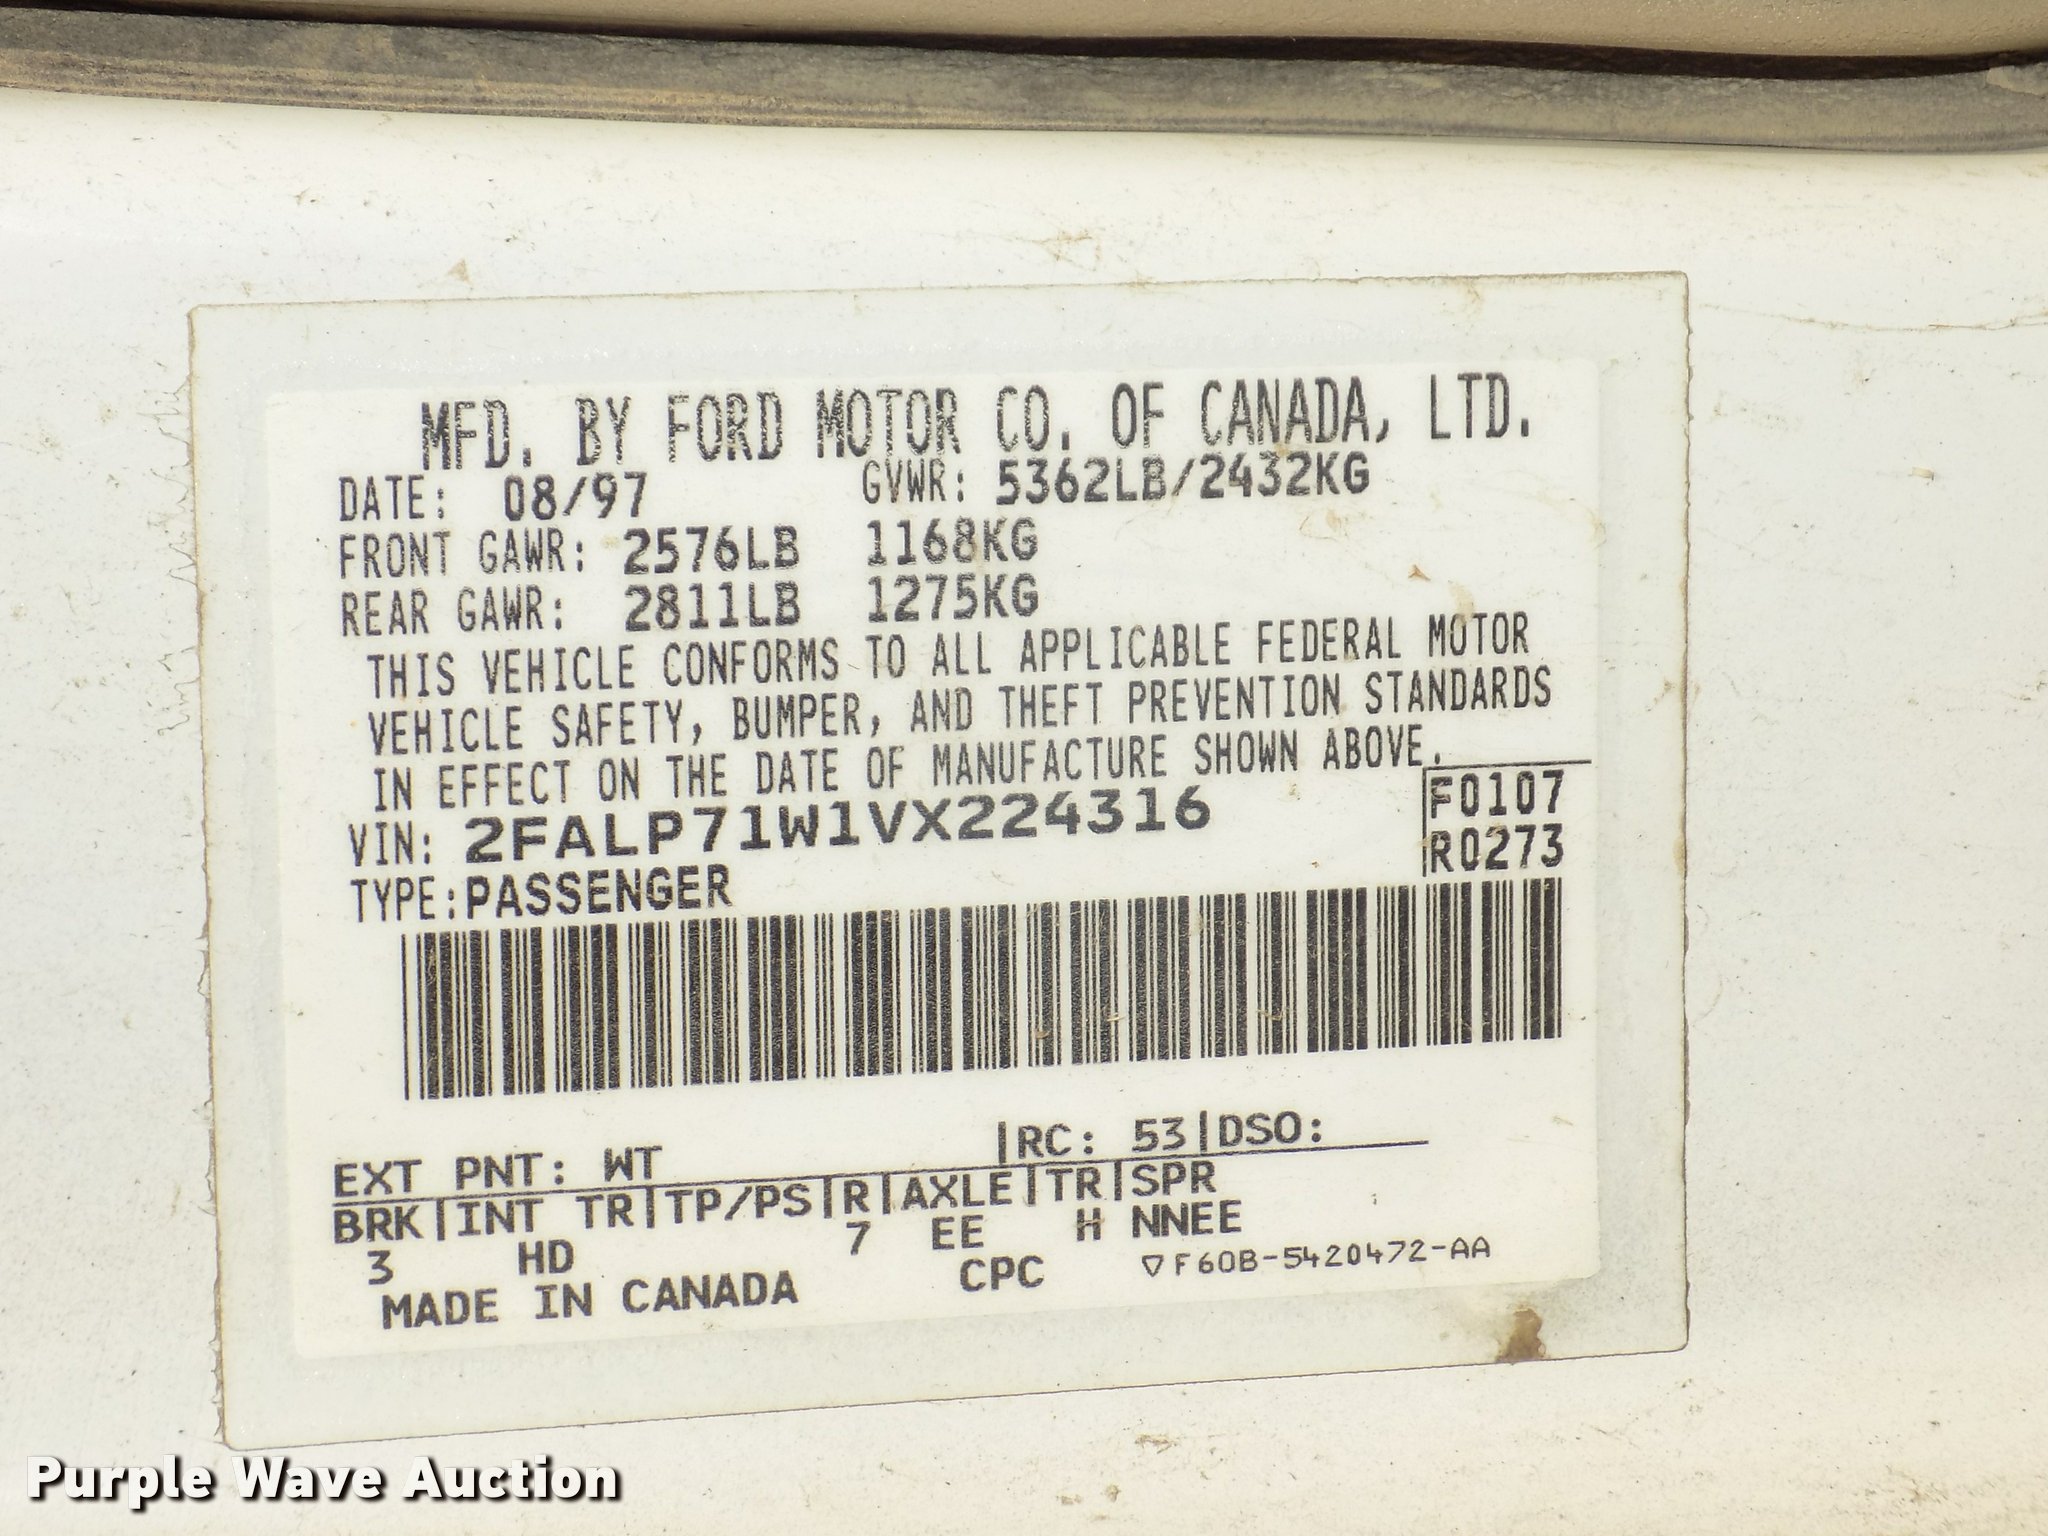 MFD. BY FORD MOTOR CO. OF CANADA, LTD.
DATE: 08/97 GVWR: 5362LB/2432KG
FRONT GAWR: 2576LB 1168KG
REAR GAWR: 2811LB 1275KG
THIS VEHICLE CONFORMS TO ALL APPLICABLE FEDERAL MOTOR
VEHICLE SAFETY, BUMPER, AND THEFT PREVENTION STANDARDS
IN EFFECT ON THE DATE OF MANUFACTURE SHOWN ABOVE.
F0107
VIN: 2FALP71W1VX224316
R0273
TYPE: PASSENGER
EXT PNT: WT |RC: 53|DSO:
BRK|INT TR|TP/PS|R|AXLE|TR|SPR
3 HD 7 EE H NNEE
MADE IN CANADA CPC ▽F60B-5420472-AA
Purple Wave Auction